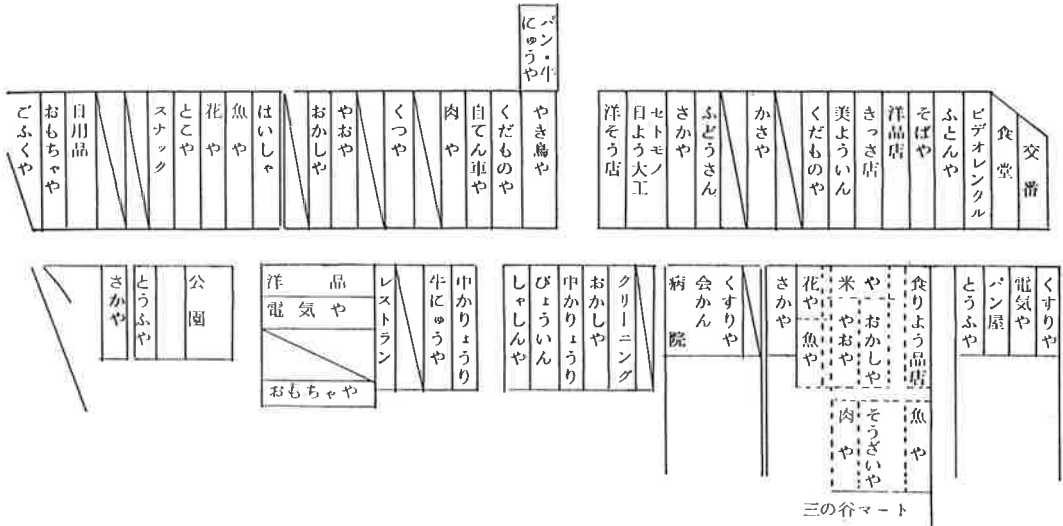 パン・牛
にゅうや
ごふくや
おもちゃや
日用品
スナック
とこや
花や
魚や
はいしゃ
おかしや
やおや
くつや
肉や
自てん車や
くだものや
やき鳥や
洋そう店
セトモノ
日よう大工
さかや
ふどうさん
かさや
くだものや
美よういん
きっさ店
洋品店
そばや
ふとんや
ビデオレンタル
食堂
交番
さかや
とうふや
公園
洋品
電気や
おもちゃや
レストラン
牛にゅうや
中かりょうり
しゃしんや
びょういん
中かりょうり
おかしや
クリーニング
病院
会かん
くすりや
さかや
花や
魚や
米や
やおや
おかしや
食りょう品店
肉や
そうざいや
魚や
三の谷マート
とうふや
パン屋
電気や
くすりや